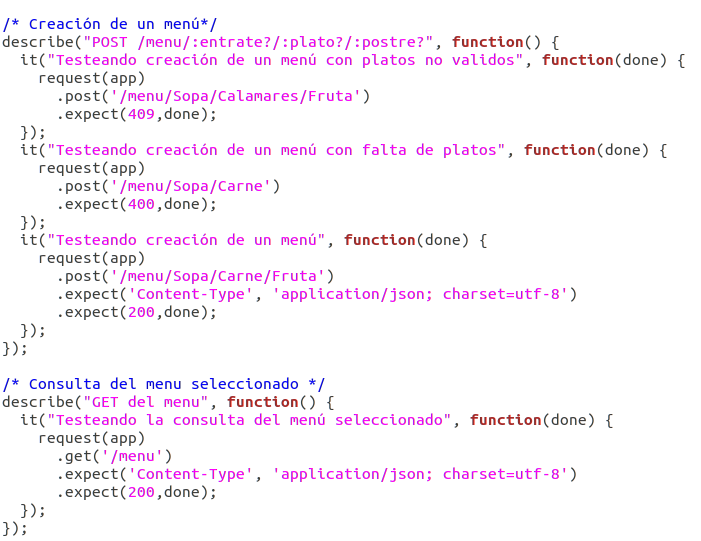 /* Creación de un menú*/
describe("POST /menu/:entrate?/:plato?/:postre?", function() {
  it("Testeando creación de un menú con platos no validos", function(done) {
    request(app)
      .post('/menu/Sopa/Calamares/Fruta')
      .expect(409,done);
  });
  it("Testeando creación de un menú con falta de platos", function(done) {
    request(app)
      .post('/menu/Sopa/Carne')
      .expect(400,done);
  });
  it("Testeando creación de un menú", function(done) {
    request(app)
      .post('/menu/Sopa/Carne/Fruta')
      .expect('Content-Type', 'application/json; charset=utf-8')
      .expect(200,done);
  });
});

/* Consulta del menu seleccionado */
describe("GET del menu", function() {
  it("Testeando la consulta del menú seleccionado", function(done) {
    request(app)
      .get('/menu')
      .expect('Content-Type', 'application/json; charset=utf-8')
      .expect(200,done);
  });
});